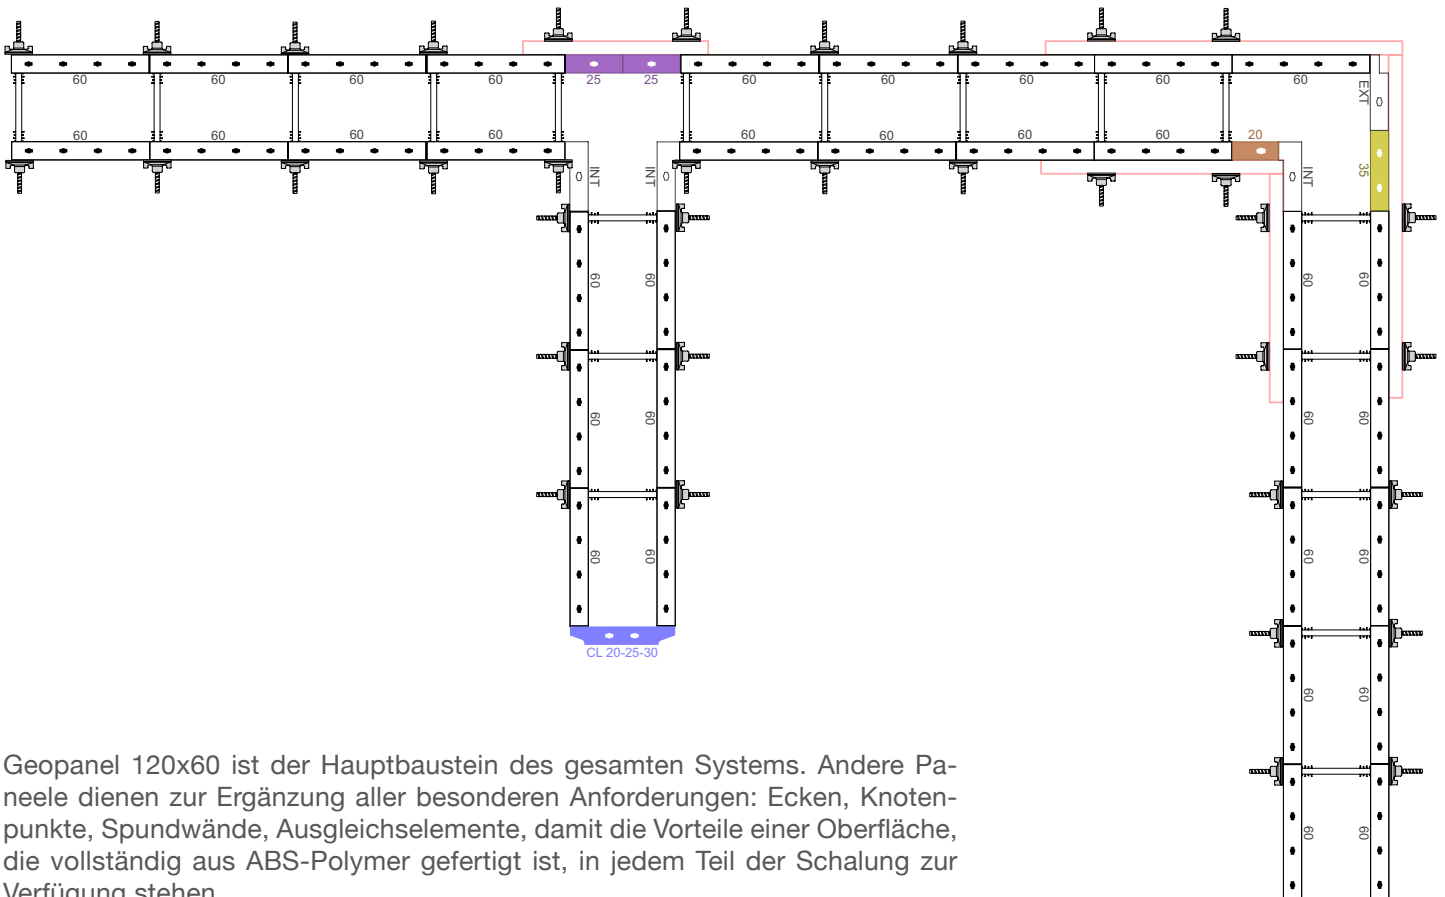 60 60 60 60 25 25 60 60 60 60 60
EXT
60 60 60 60 60 60 60 60 20
INT INT INT 35
60 60 60 60
60 60 60 60
60 60 60 60
CL 20-25-30
60 60
60 60
Geopanel 120x60 ist der Hauptbaustein des gesamten Systems. Andere Pa-
neele dienen zur Ergänzung aller besonderen Anforderungen: Ecken, Knoten-
punkte, Spundwände, Ausgleichselemente, damit die Vorteile einer Oberfläche,
die vollständig aus ABS-Polymer gefertigt ist, in jedem Teil der Schalung zur
Verfügung stehen